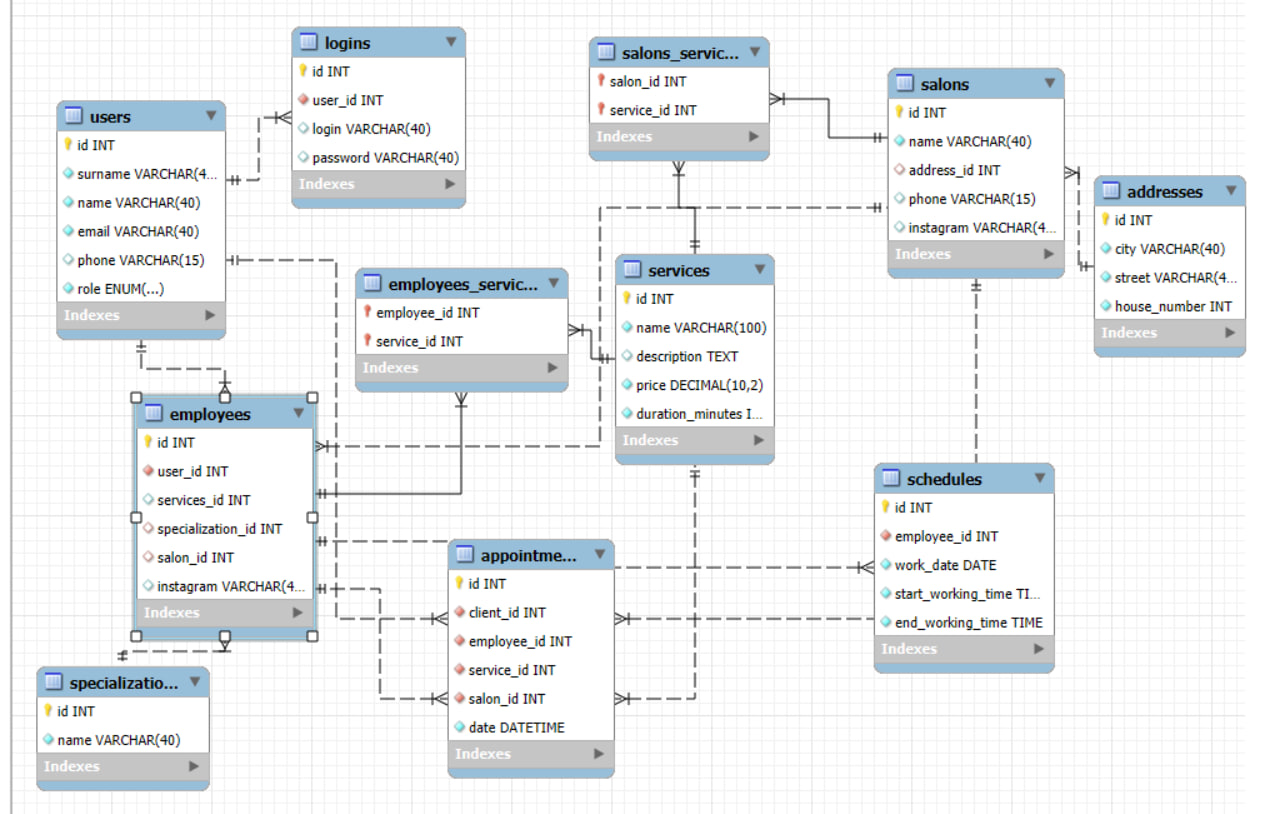 logins
id INT
user_id INT
login VARCHAR(40)
password VARCHAR(40)
Indexes
users
id INT
surname VARCHAR(4...
name VARCHAR(40)
email VARCHAR(40)
phone VARCHAR(15)
role ENUM(...)
Indexes
salons_servic...
salon_id INT
service_id INT
Indexes
salons
id INT
name VARCHAR(40)
address_id INT
phone VARCHAR(15)
instagram VARCHAR(4...
Indexes
addresses
id INT
city VARCHAR(40)
street VARCHAR(4...
house_number INT
Indexes
employees_servic...
employee_id INT
service_id INT
Indexes
services
id INT
name VARCHAR(100)
description TEXT
price DECIMAL(10,2)
duration_minutes I...
Indexes
employees
id INT
user_id INT
services_id INT
specialization_id INT
salon_id INT
instagram VARCHAR(4...
Indexes
schedules
id INT
employee_id INT
work_date DATE
start_working_time TI...
end_working_time TIME
Indexes
appointme...
id INT
client_id INT
employee_id INT
service_id INT
salon_id INT
date DATETIME
Indexes
specializatio...
id INT
name VARCHAR(40)
Indexes